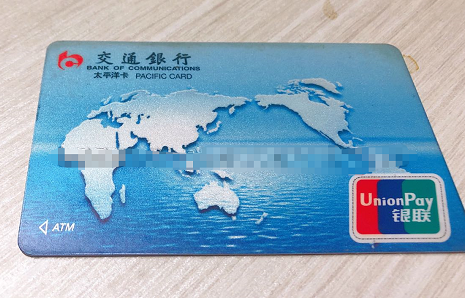 交通銀行
BANK OF COMMUNICATIONS
太平洋卡 PACIFIC CARD
ATM
UnionPay
银联